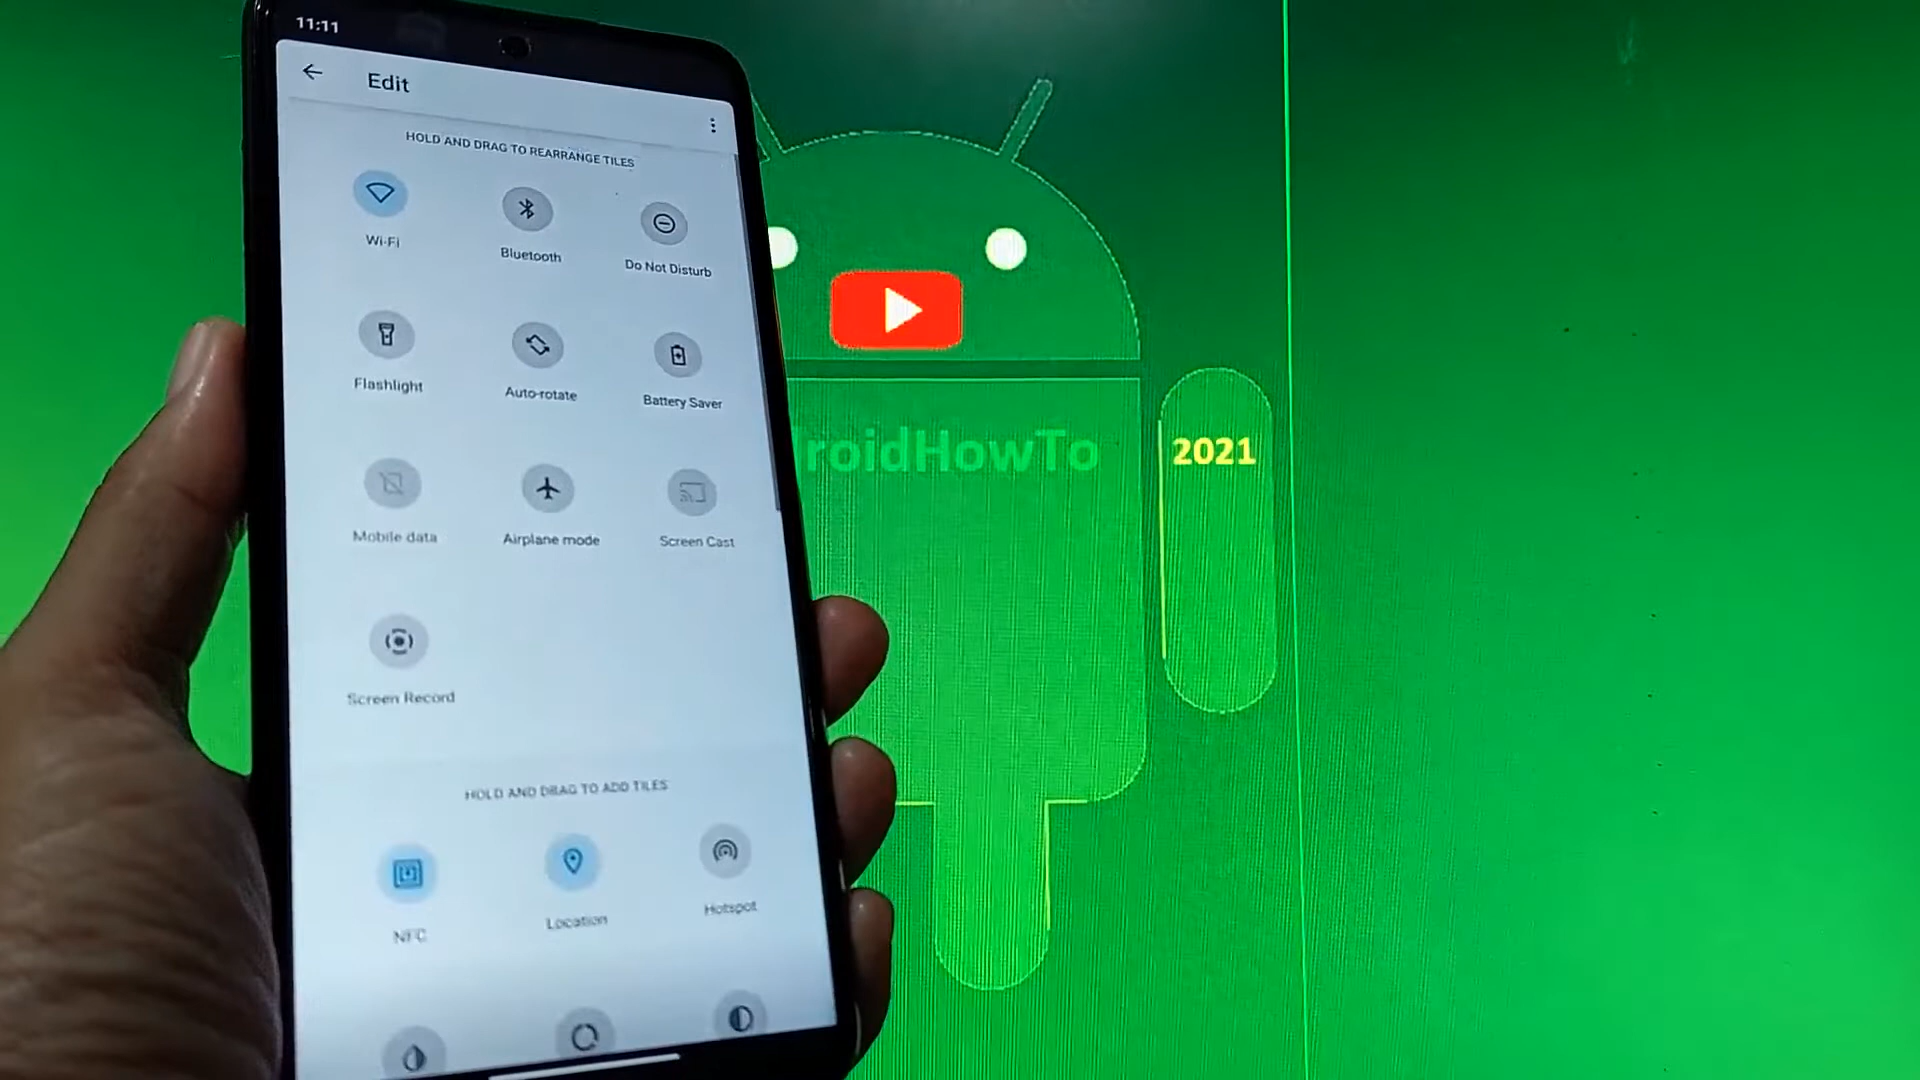 11:11
Edit
HOLD AND DRAG TO REARRANGE TILES
Wi-Fi
Bluetooth
Do Not Disturb
Flashlight
Auto-rotate
Battery Saver
Mobile data
Airplane mode
Screen Cast
Screen Record
HOLD AND DRAG TO ADD TILES
NFC
Location
Hotspot
roidHowTo
2021